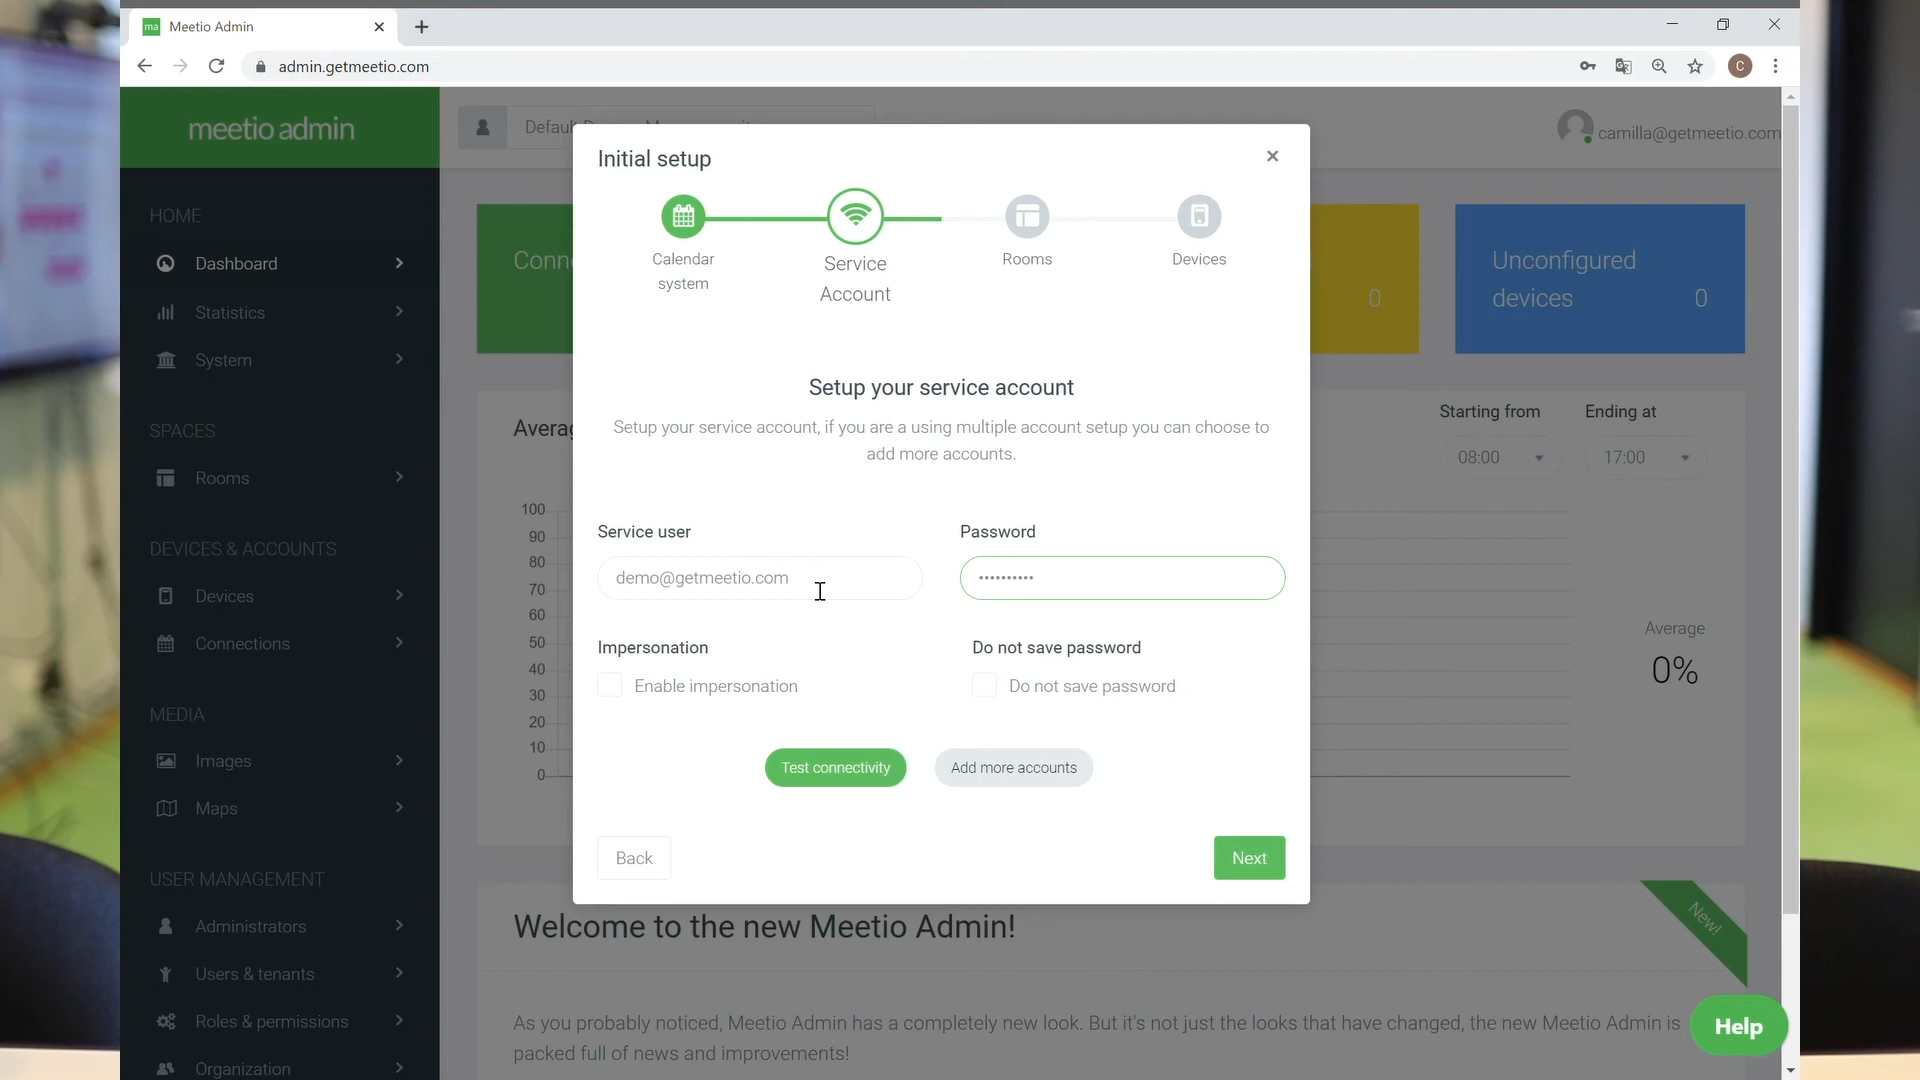 ma Meetio Admin
admin.getmeetio.com
C
meetio admin
camilla@getmeetio.com
HOME
Dashboard
Statistics
System
SPACES
Rooms
DEVICES & ACCOUNTS
Devices
Connections
MEDIA
Images
Maps
USER MANAGEMENT
Administrators
Users & tenants
Roles & permissions
Organization
Initial setup
Calendar
system
Service
Account
Rooms
Devices
Setup your service account
Setup your service account, if you are a using multiple account setup you can choose to
add more accounts.
Service user
Password
demo@getmeetio.com
••••••••••
Impersonation
Do not save password
Enable impersonation
Do not save password
Test connectivity
Add more accounts
Back
Next
0
Unconfigured
devices 0
Starting from
Ending at
08:00
17:00
100
90
80
70
60
50
40
30
20
10
0
Average
0%
Welcome to the new Meetio Admin!
New!
As you probably noticed, Meetio Admin has a completely new look. But it's not just the looks that have changed, the new Meetio Admin is
packed full of news and improvements!
Help